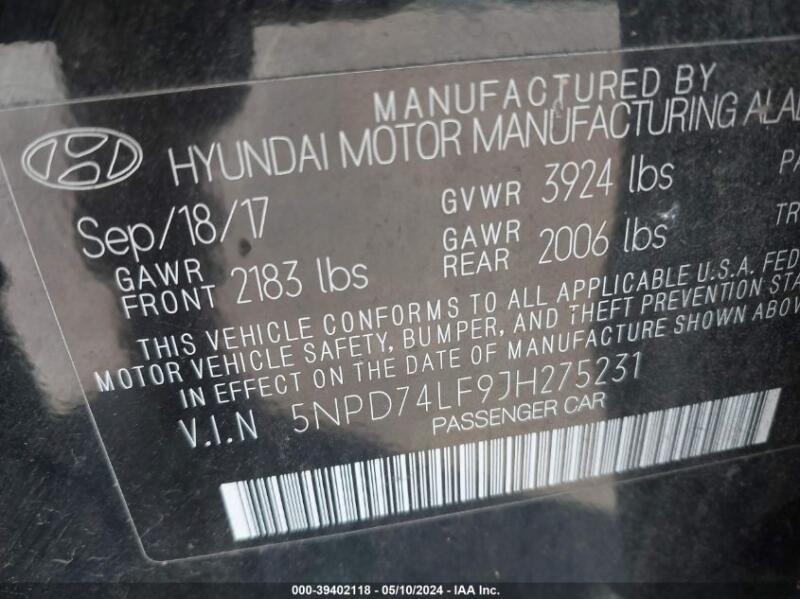 MANUFACTURED BY
HYUNDAI MOTOR MANUFACTURING
Sep/18/17
GVWR 3924 lbs
GAWR FRONT 2183 lbs
GAWR REAR 2006 lbs
THIS VEHICLE CONFORMS TO ALL APPLICABLE U.S.A. FED
MOTOR VEHICLE SAFETY, BUMPER, AND THEFT PREVENTION STA
IN EFFECT ON THE DATE OF MANUFACTURE SHOWN ABOV
V.I.N 5NPD74LF9JH275231
PASSENGER CAR
000-39402118 - 05/10/2024 - IAA Inc.